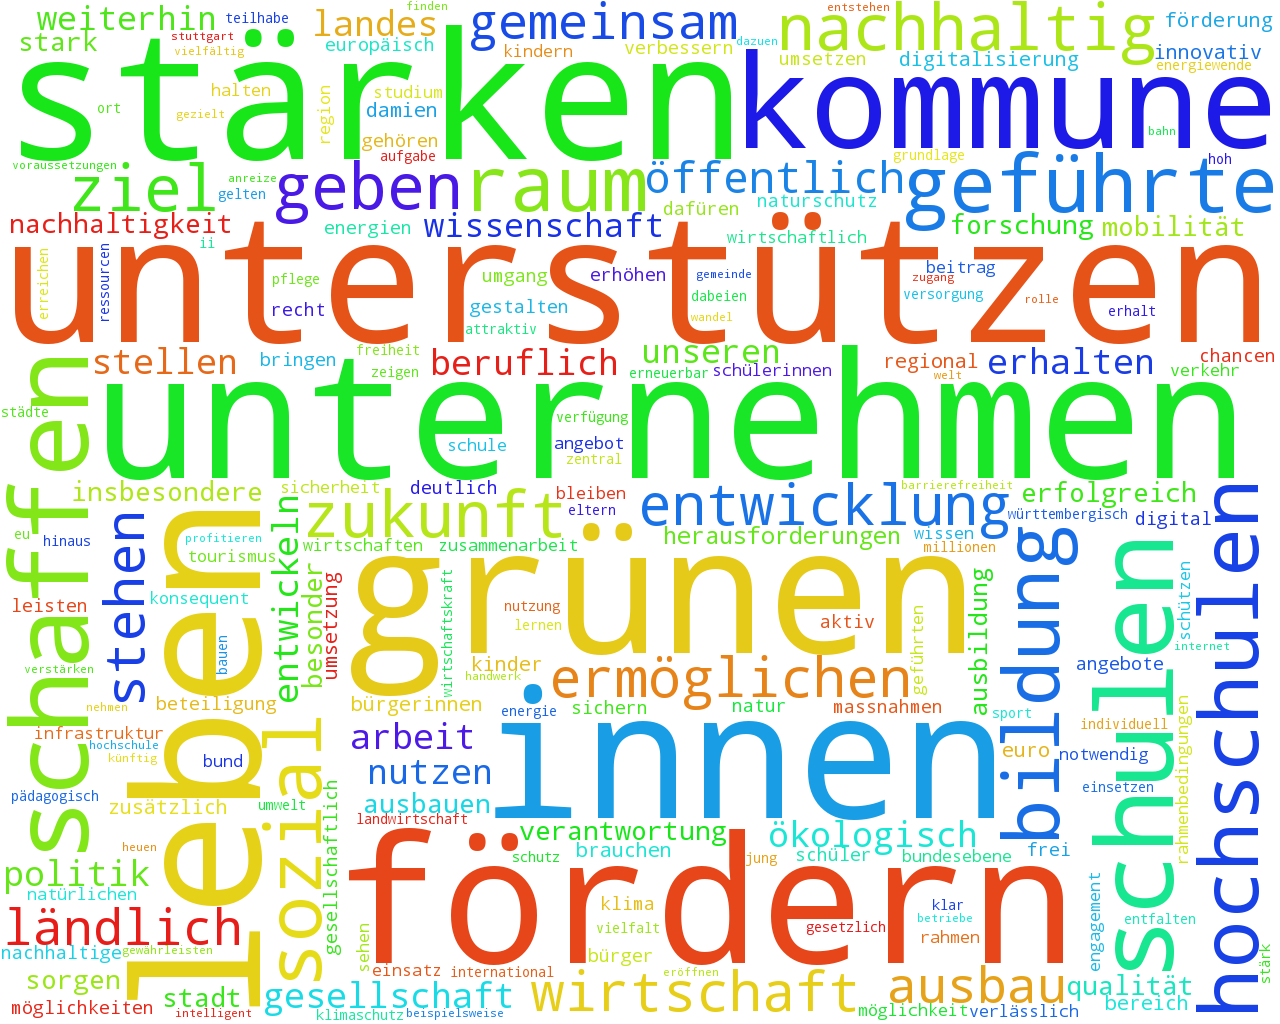 weiterhin
teilhabe
landes
finden
gemeinsam
nachhaltig
entstehen
förderung
stark
stuttgart
vielfältig
europäisch
kindern
verbessern
dazuen
umsetzen
digitalisierung
innovativ
energiewende
stärken
kommune
halten
region
studium
damien
ort
gezielt
gehören
aufgabe
bahn
voraussetzungen
ziel
anreize
gelten
geben
raum
öffentlich
grundlage
hoh
geführte
nachhaltigkeit
ii
energien
wissenschaft
dafüren
naturschutz
wirtschaftlich
forschung
mobilität
unterstützen
erreichen
ressourcen
pflege
recht
umgang
gestalten
attraktiv
erhöhen
gemeinde
dabeien
wandel
beitrag
zugang
versorgung
rolle
erhalt
stellen
bringen
freiheit
zeigen
beruflich
unseren
erneuerbar
schülerinnen
regional
welt
erhalten
chancen
verkehr
städte
unternehmen
verfügung
schule
angebot
zentral
schaffen
insbesondere
sicherheit
deutlich
bleiben
eltern
entwicklung
barrierefreiheit
erfolgreich
württembergisch
digital
eu
hinaus
stehen
leben
profitieren
tourismus
entwickeln
zukunft
wirtschaften
zusammenarbeit
herausforderungen
wissen
millionen
bildung
schulen
hochschulen
leisten
konsequent
besonder
umsetzung
grünen
wirtschaftskraft
nutzung
lernen
aktiv
ausbildung
schützen
internet
verstärken
bauen
kinder
handwerk
ermöglichen
geführten
angebote
nehmen
beteiligung
bürgerinnen
energie
sichern
natur
massnahmen
sport
individuell
rahmenbedingungen
infrastruktur
hochschule
künftig
bund
sozial
arbeit
innen
euro
notwendig
pädagogisch
zusätzlich
umwelt
nutzen
ausbauen
einsetzen
landwirtschaft
gesellschaftlich
verantwortung
ökologisch
heuen
politik
natürlichen
schutz
brauchen
jung
schüler
bundesebene
frei
fördern
ländlich
klima
vielfalt
gesetzlich
klar
betriebe
rahmen
engagement
entfalten
nachhaltige
gewährleisten
sehen
bürger
sorgen
einsatz
international
eröffnen
stärk
möglichkeiten
stadt
intelligent
gesellschaft
klimaschutz
beispielsweise
wirtschaft
ausbau
möglichkeit
verlässlich
qualität
bereich